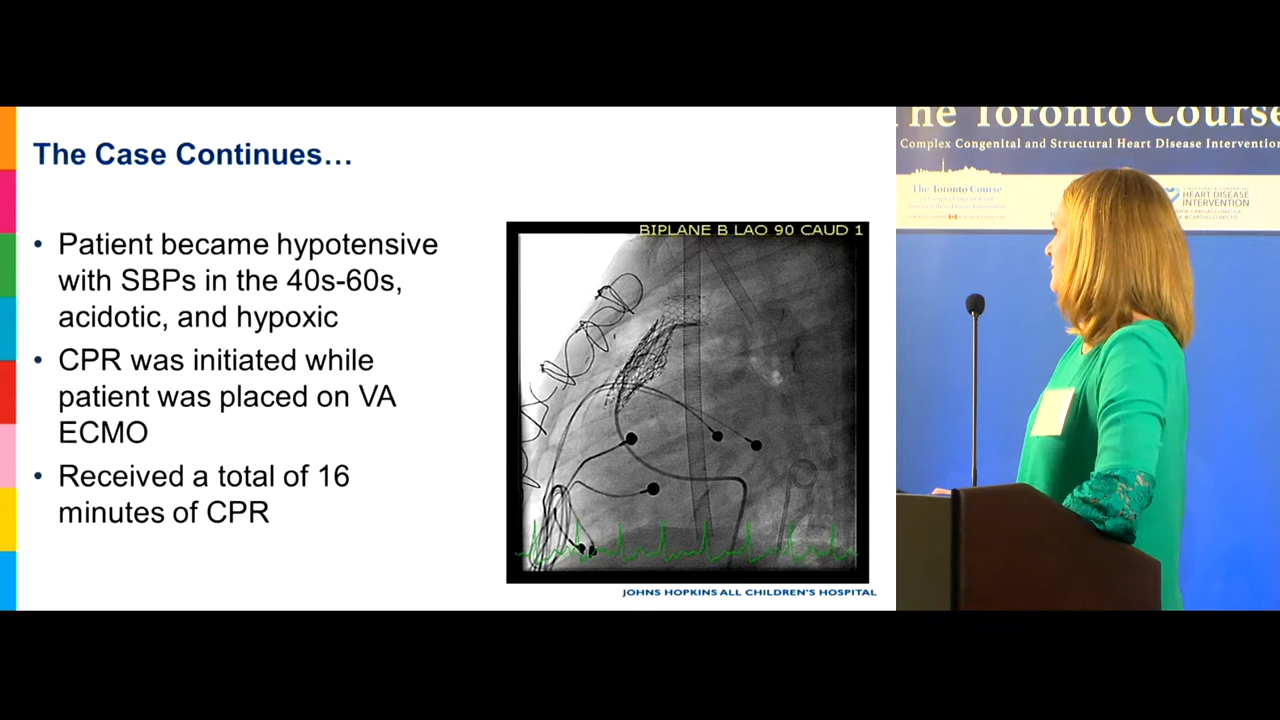 The Case Continues…
• Patient became hypotensive
with SBPs in the 40s-60s,
acidotic, and hypoxic
• CPR was initiated while
patient was placed on VA
ECMO
• Received a total of 16
minutes of CPR
BIPLANE B LAO 90 CAUD 1
JOHNS HOPKINS ALL CHILDREN'S HOSPITAL
The Toronto Course
Complex Congenital and Structural Heart Disease Intervention
The Toronto Course
HEART DISEASE
INTERVENTION